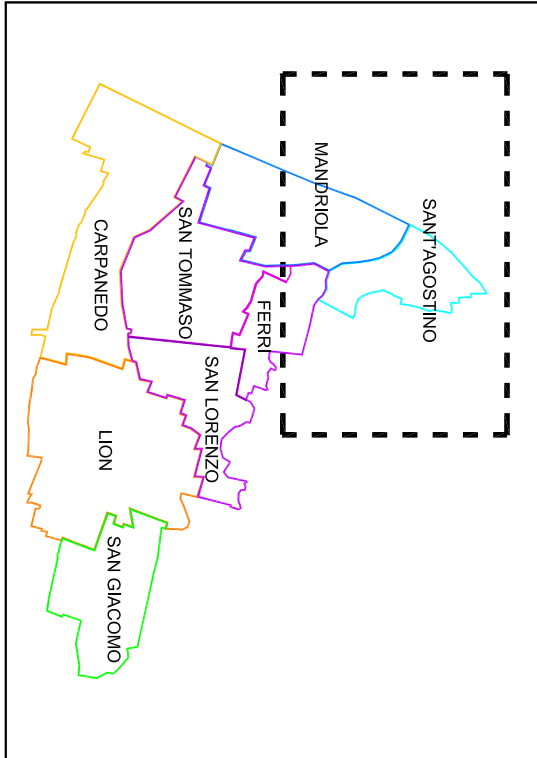 SANT'AGOSTINO
MANDRIOLA
FERRI
SAN TOMMASO
SAN LORENZO
CARPANEDO
LION
SAN GIACOMO